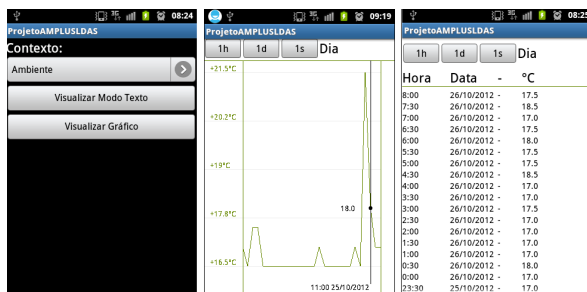 08:24
ProjetoAMPLUSLDAS
Contexto:
Ambiente
Visualizar Modo Texto
Visualizar Gráfico
09:19
ProjetoAMPLUSLDAS
1h 1d 1s Dia
+21.5°C
+20.2°C
+19°C
18.0
+17.8°C
+16.5°C
11:00 25/10/2012
08:25
ProjetoAMPLUSLDAS
1h 1d 1s Dia
Hora Data - °C
8:00 26/10/2012 - 17.5
7:30 26/10/2012 - 18.5
7:00 26/10/2012 - 17.0
6:30 26/10/2012 - 17.5
6:00 26/10/2012 - 18.0
5:30 26/10/2012 - 17.5
5:00 26/10/2012 - 17.5
4:30 26/10/2012 - 18.5
4:00 26/10/2012 - 17.0
3:30 26/10/2012 - 17.0
3:00 26/10/2012 - 17.5
2:30 26/10/2012 - 17.0
2:00 26/10/2012 - 17.0
1:30 26/10/2012 - 17.0
1:00 26/10/2012 - 17.0
0:30 26/10/2012 - 18.0
0:00 26/10/2012 - 17.0
23:30 25/10/2012 - 17.0